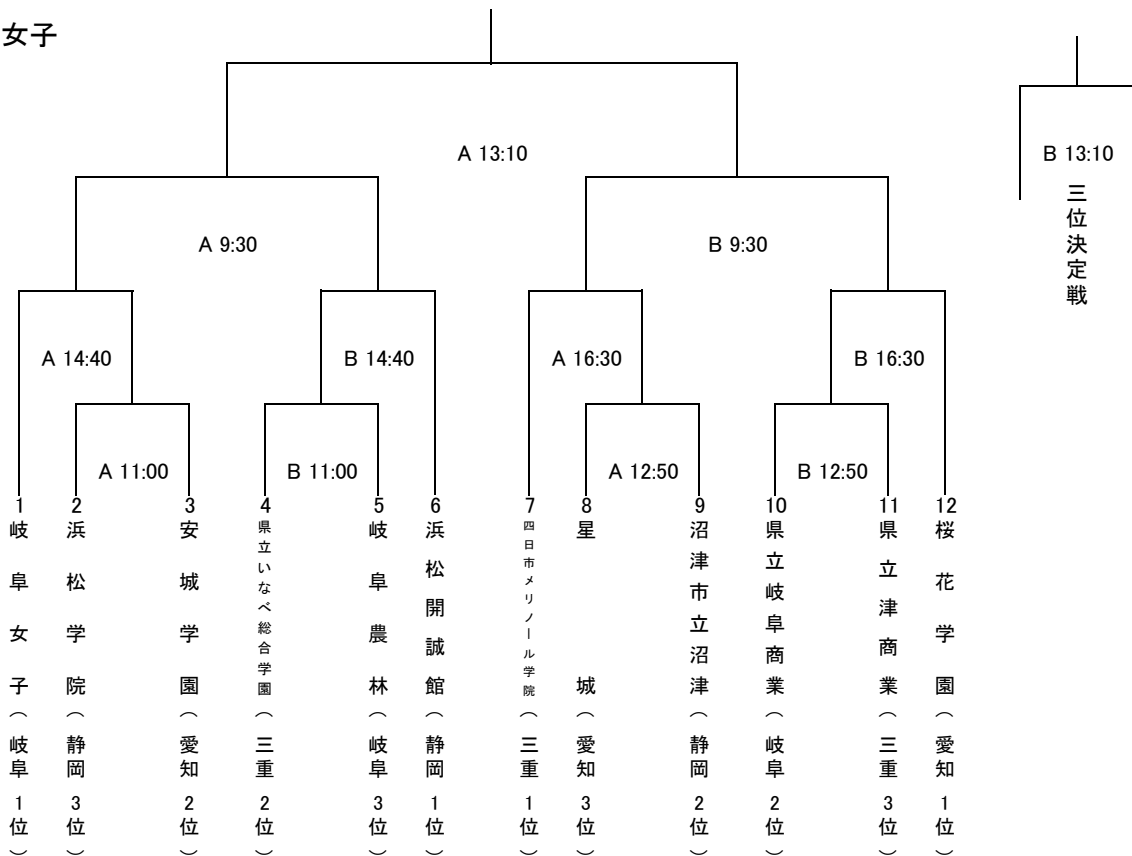 女子
A 13:10
B 13:10
三位決定戦
A 9:30
B 9:30
A 14:40
B 14:40
A 16:30
B 16:30
A 11:00
B 11:00
A 12:50
B 12:50
1 岐阜女子（岐阜1位）
2 浜松学院（静岡3位）
3 安城学園（愛知2位）
4 県立いなべ総合学園（三重2位）
5 岐阜農林（岐阜3位）
6 浜松開誠館（静岡1位）
7 四日市メリノール学院（三重1位）
8 星城（愛知3位）
9 沼津市立沼津（静岡2位）
10 県立岐阜商業（岐阜2位）
11 県立津商業（三重3位）
12 桜花学園（愛知1位）